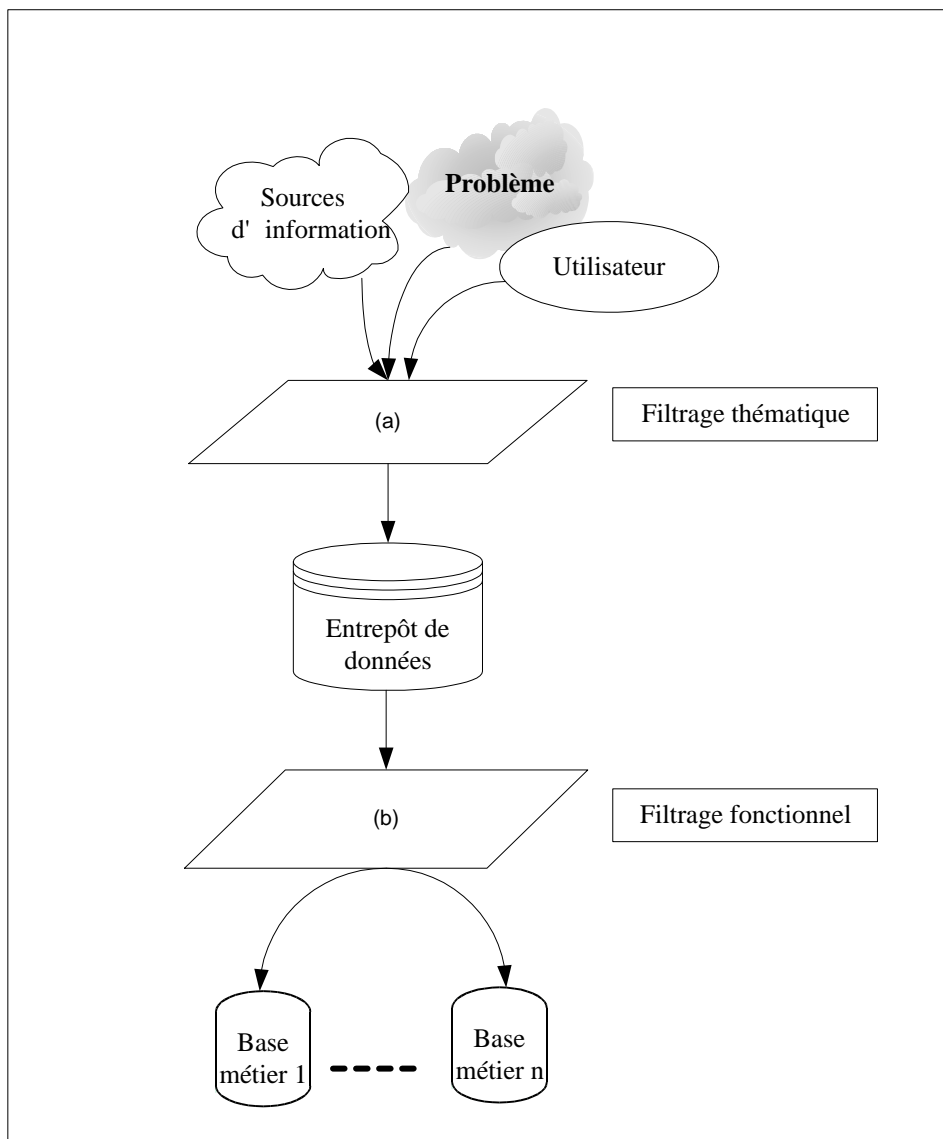 Sources
d' information
Problème
Utilisateur
(a)
Filtrage thématique
Entrepôt de
données
(b)
Filtrage fonctionnel
Base
métier 1
Base
métier n